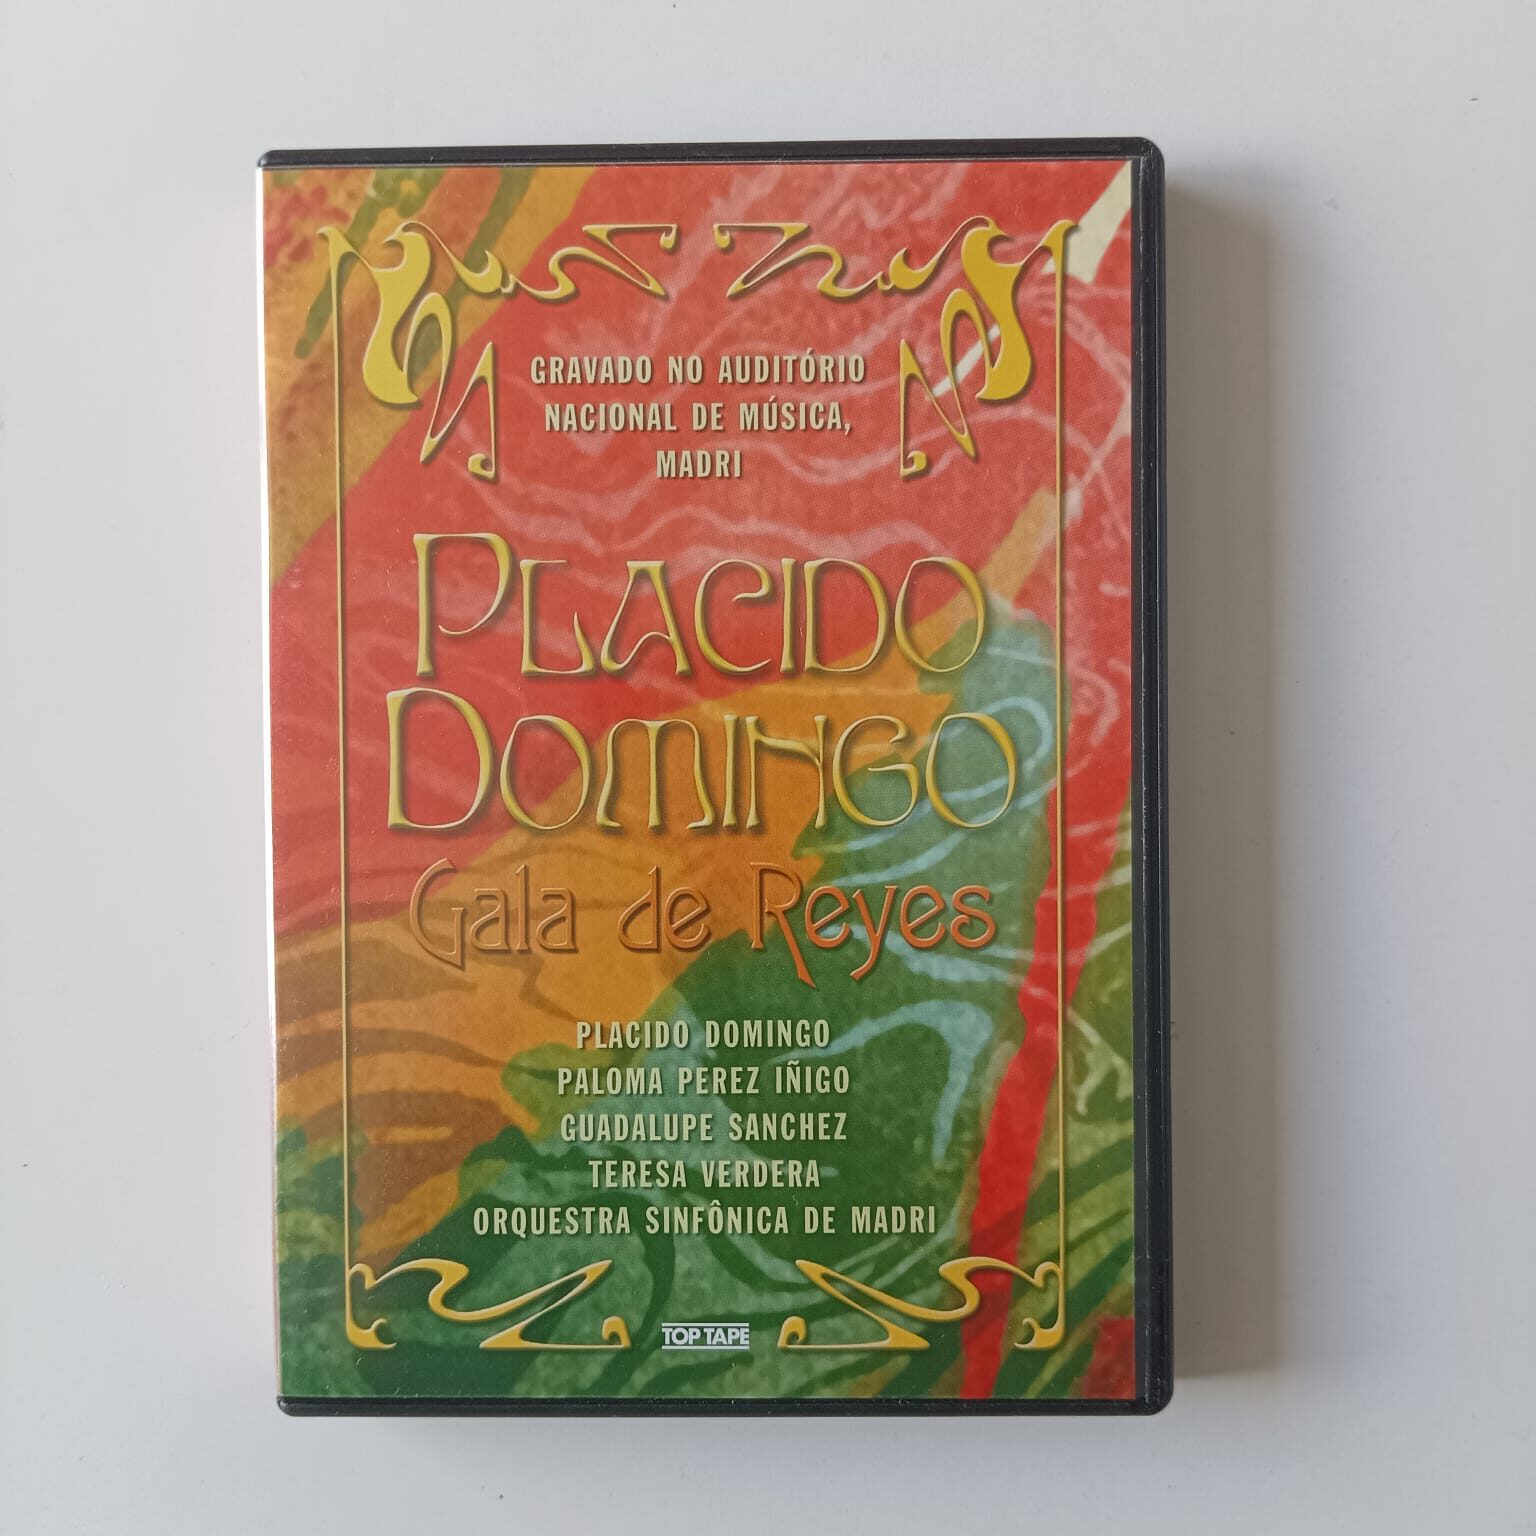 GRAVADO NO AUDITÓRIO
NACIONAL DE MÚSICA,
MADRI
PLACIDO
DOMINGO
Gala de Reyes
PLACIDO DOMINGO
PALOMA PEREZ IÑIGO
GUADALUPE SANCHEZ
TERESA VERDERA
ORQUESTRA SINFÔNICA DE MADRI
TOP TAPE